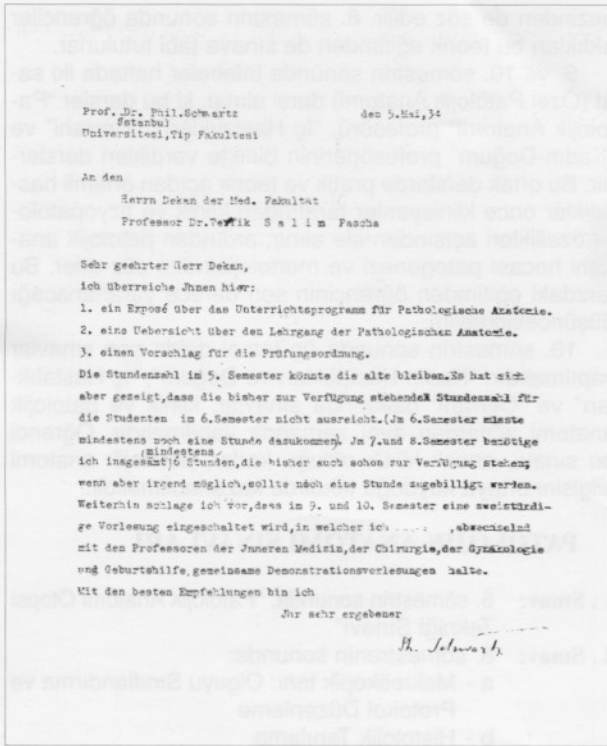 Prof. Dr. Phil.Schwartz den 5.Mai,34
Istanbul
Universitesi,Tip Fakultesi
An den
Herrn Dekan der Med. Fakultat
Professor Dr.Tevfik S a l i m Pascha
Sehr geehrter Herr Dekan,
ich überreiche Jhnen hier:
1. ein Exposé über das Unterrichtsprogramm für Pathologische Anatomie.
2. eine Uebersicht über den Lehrgang der Pathologischen Anatomie.
3. einen Vorschlag für die Prüfungsordnung.
Die Stundenzahl im 5. Semester könnte die alte bleiben.Es hat sich
aber gezeigt,dass die bisher zur Verfügung stehende Stundenzahl für
die Studenten im 6.Semester nicht ausreicht.(Jm 6.Semester müsste
mindestens noch eine Stunde dazukommen) Jm 7.und 8.Semester benötige
mindestens
ich insgesamt 6 Stunden,die bisher auch schon zur Verfügung stehen;
wenn aber irgend möglich,sollte noch eine Stunde zugebilligt werden.
Weiterhin schlage ich vor,dass im 9. und 10. Semester eine zweistündi-
ge Vorlesung eingeschaltet wird,in welcher ich ,abwechselnd
mit den Professoren der Jnneren Medizin,der Chirurgie,der Gynäkologie
und Geburtshilfe,gemeinsame Demonstrationsvorlesungen halte.
Mit den besten Empfehlungen bin ich
Jhr sehr ergebener
Ph. Schwartz